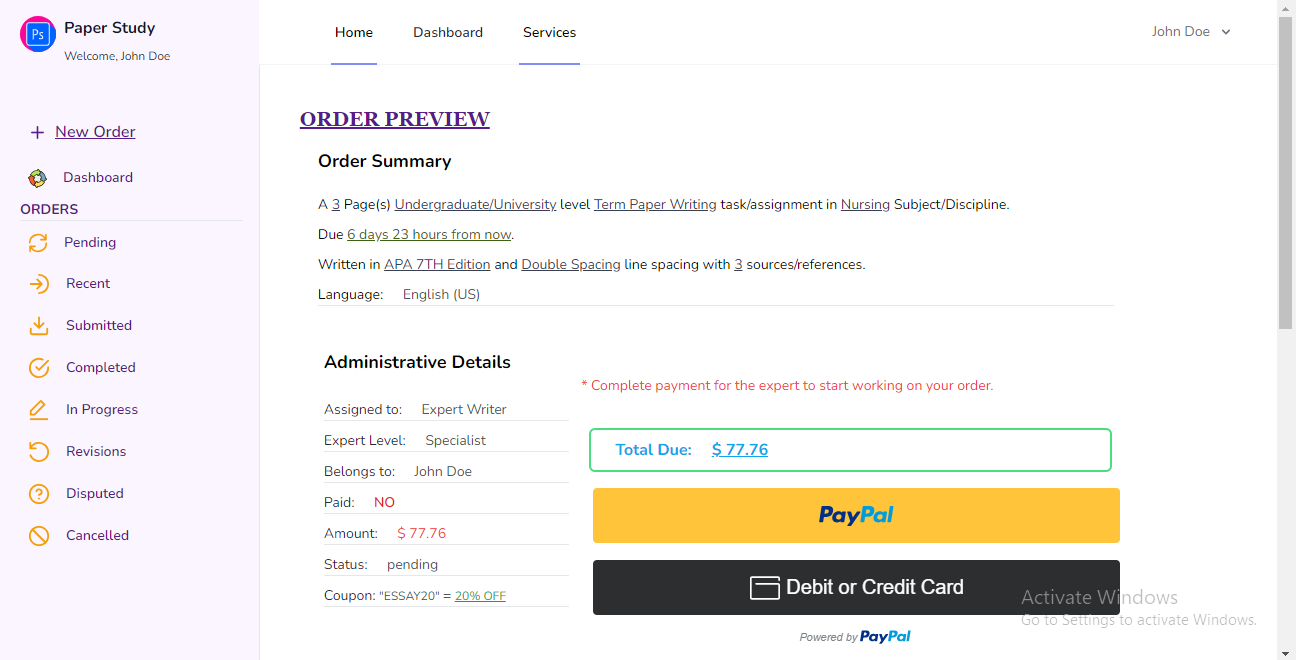 Ps
Paper Study
Welcome, John Doe
Home Dashboard Services
John Doe
New Order
Dashboard
ORDERS
Pending
Recent
Submitted
Completed
In Progress
Revisions
Disputed
Cancelled
ORDER PREVIEW
Order Summary
A 3 Page(s) Undergraduate/University level Term Paper Writing task/assignment in Nursing Subject/Discipline.
Due 6 days 23 hours from now.
Written in APA 7TH Edition and Double Spacing line spacing with 3 sources/references.
Language: English (US)
Administrative Details
Assigned to: Expert Writer
Expert Level: Specialist
Belongs to: John Doe
Paid: NO
Amount: $ 77.76
Status: pending
Coupon: "ESSAY20" = 20% OFF
* Complete payment for the expert to start working on your order.
Total Due: $ 77.76
PayPal
Debit or Credit Card
Powered by PayPal
Activate Windows
Go to Settings to activate Windows.